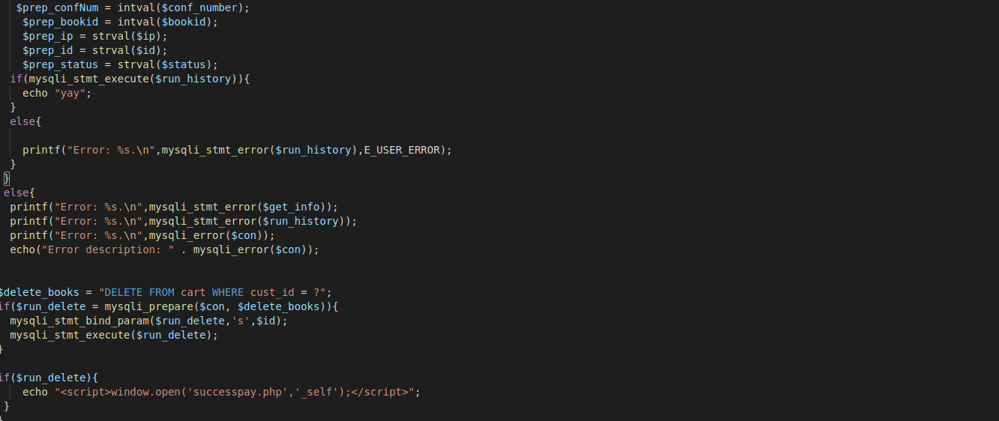 $prep_confNum = intval($conf_number);
$prep_bookid = intval($bookid);
$prep_ip = strval($ip);
$prep_id = strval($id);
$prep_status = strval($status);
if(mysqli_stmt_execute($run_history)){
echo "yay";
}
else{
printf("Error: %s.\n",mysqli_stmt_error($run_history),E_USER_ERROR);
}
}
else{
printf("Error: %s.\n",mysqli_stmt_error($get_info));
printf("Error: %s.\n",mysqli_stmt_error($run_history));
printf("Error: %s.\n",mysqli_error($con));
echo("Error description: " . mysqli_error($con));
$delete_books = "DELETE FROM cart WHERE cust_id = ?";
if($run_delete = mysqli_prepare($con, $delete_books)){
mysqli_stmt_bind_param($run_delete,'s',$id);
mysqli_stmt_execute($run_delete);
}
if($run_delete){
echo "<script>window.open('successpay.php','_self');</script>";
}
}